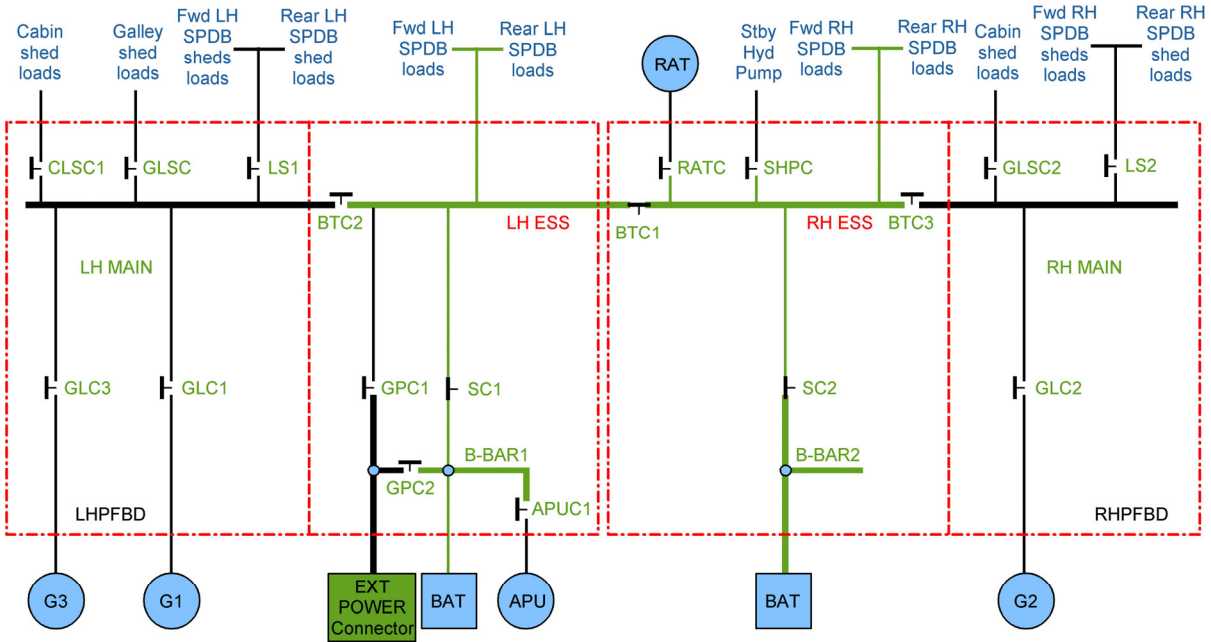 Cabin
shed
loads
Galley
shed
loads
Fwd LH
SPDB
sheds
loads
Rear LH
SPDB
shed
loads
Fwd LH
SPDB
loads
Rear LH
SPDB
loads
RAT
Stby
Hyd
Pump
Fwd RH
SPDB
loads
Rear RH
SPDB
loads
Cabin
shed
loads
Fwd RH
SPDB
sheds
loads
Rear RH
SPDB
shed
loads
CLSC1
GLSC
LS1
RATC
SHPC
GLSC2
LS2
BTC2
LH ESS
BTC1
RH ESS
BTC3
LH MAIN
RH MAIN
GLC3
GLC1
GPC1
SC1
SC2
GLC2
B-BAR1
B-BAR2
GPC2
APUC1
LHPFBD
RHPFBD
G3
G1
EXT
POWER
Connector
BAT
APU
BAT
G2